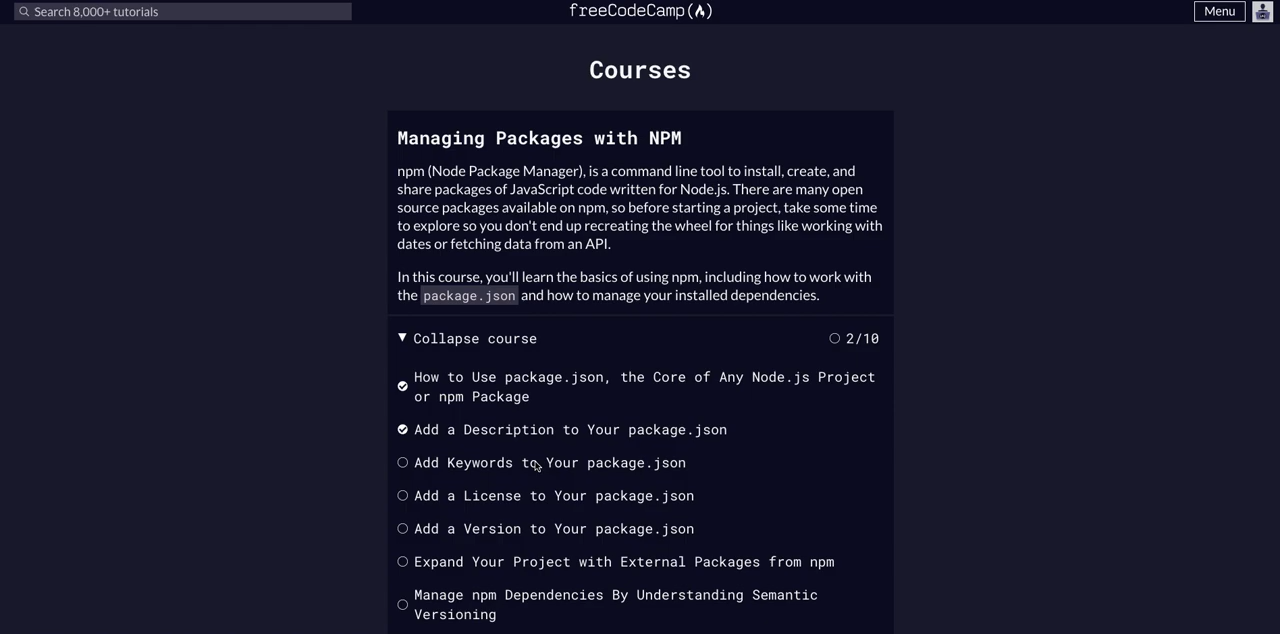 Search 8,000+ tutorials
freeCodeCamp
Menu
Courses
Managing Packages with NPM
npm (Node Package Manager), is a command line tool to install, create, and
share packages of JavaScript code written for Node.js. There are many open
source packages available on npm, so before starting a project, take some time
to explore so you don't end up recreating the wheel for things like working with
dates or fetching data from an API.
In this course, you'll learn the basics of using npm, including how to work with
the package.json and how to manage your installed dependencies.
Collapse course 2/10
How to Use package.json, the Core of Any Node.js Project
or npm Package
Add a Description to Your package.json
Add Keywords to Your package.json
Add a License to Your package.json
Add a Version to Your package.json
Expand Your Project with External Packages from npm
Manage npm Dependencies By Understanding Semantic
Versioning